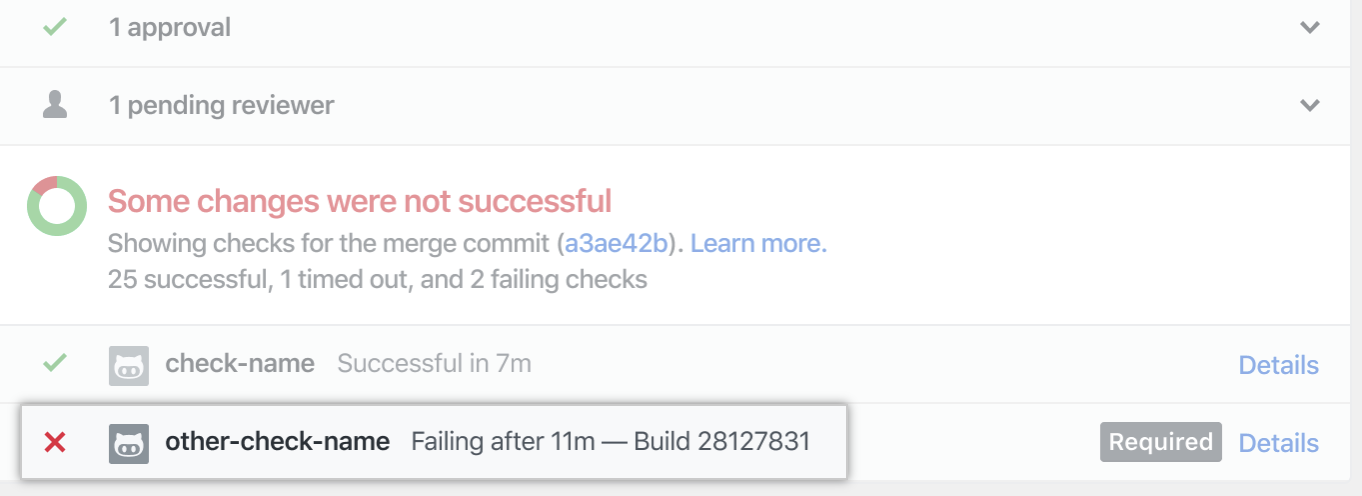 1 approval
1 pending reviewer
Some changes were not successful
Showing checks for the merge commit (a3ae42b). Learn more.
25 successful, 1 timed out, and 2 failing checks
check-name Successful in 7m Details
other-check-name Failing after 11m — Build 28127831 Required Details